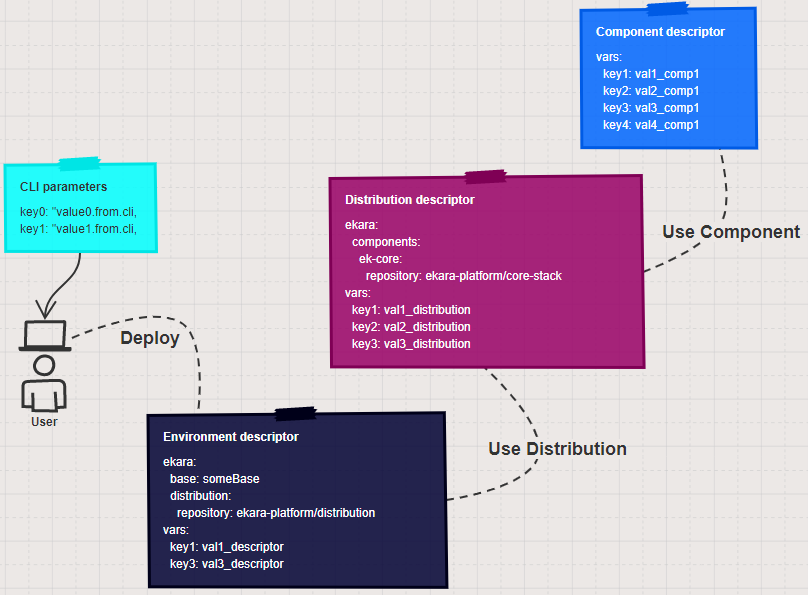 Component descriptor
vars:
key1: val1_comp1
key2: val2_comp1
key3: val3_comp1
key4: val4_comp1
CLI parameters
key0: "value0.from.cli,
key1: "value1.from.cli,
Distribution descriptor
ekara:
components:
ek-core:
repository: ekara-platform/core-stack
vars:
key1: val1_distribution
key2: val2_distribution
key3: val3_distribution
Use Component
Deploy
User
Environment descriptor
ekara:
base: someBase
distribution:
repository: ekara-platform/distribution
vars:
key1: val1_descriptor
key3: val3_descriptor
Use Distribution